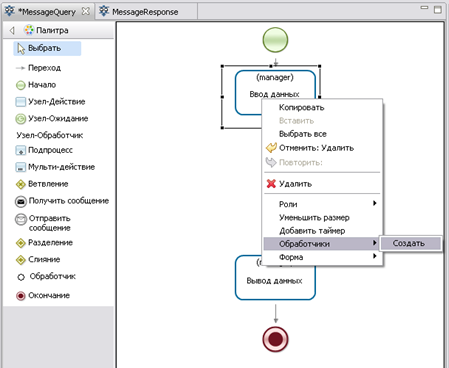 *MessageQuery
MessageResponse
Палитра
Выбрать
Переход
Начало
Узел-Действие
Узел-Ожидание
Узел-Обработчик
Подпроцесс
Мульти-действие
Ветвление
Получить сообщение
Отправить
сообщение
Разделение
Слияние
Обработчик
Окончание
(manager)
Ввод данных
Копировать
Вставить
Выбрать все
Отменить: Удалить
Повторить:
Удалить
Роли
Уменьшить размер
Добавить таймер
Обработчики
Создать
Форма
Вывод данных